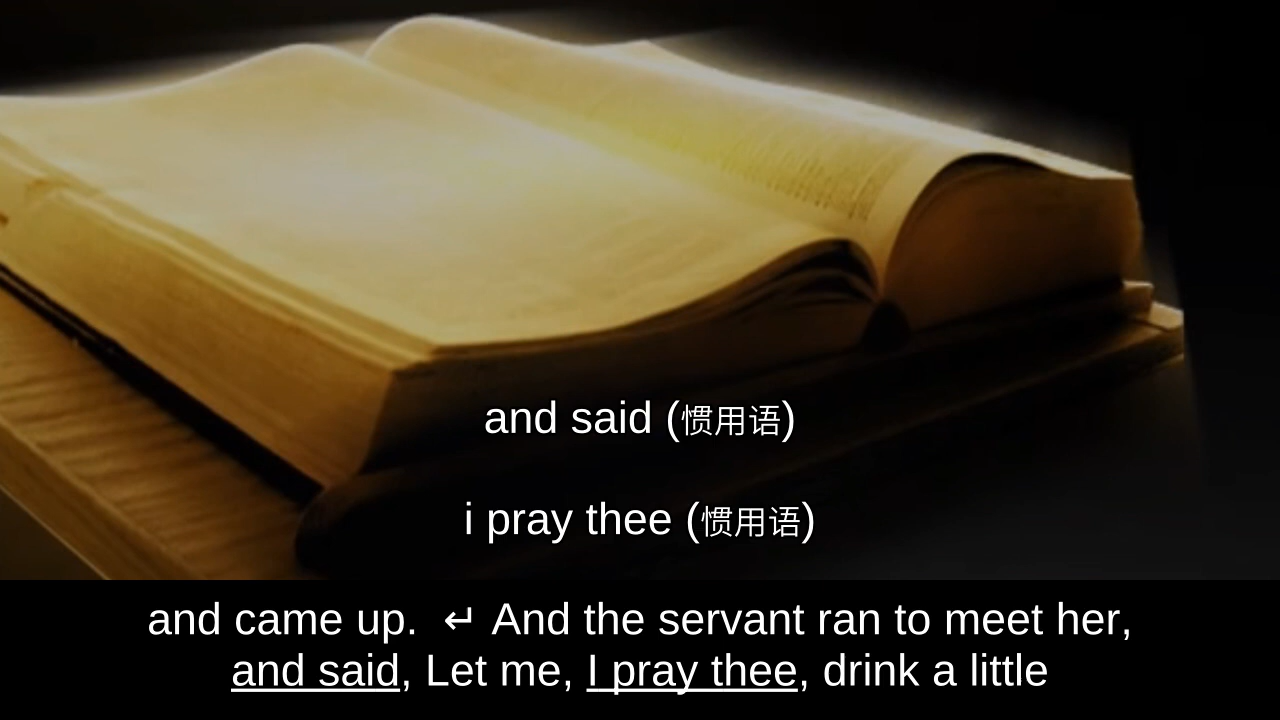 and said (惯用语)
i pray thee (惯用语)
and came up. ↵ And the servant ran to meet her,
and said, Let me, I pray thee, drink a little